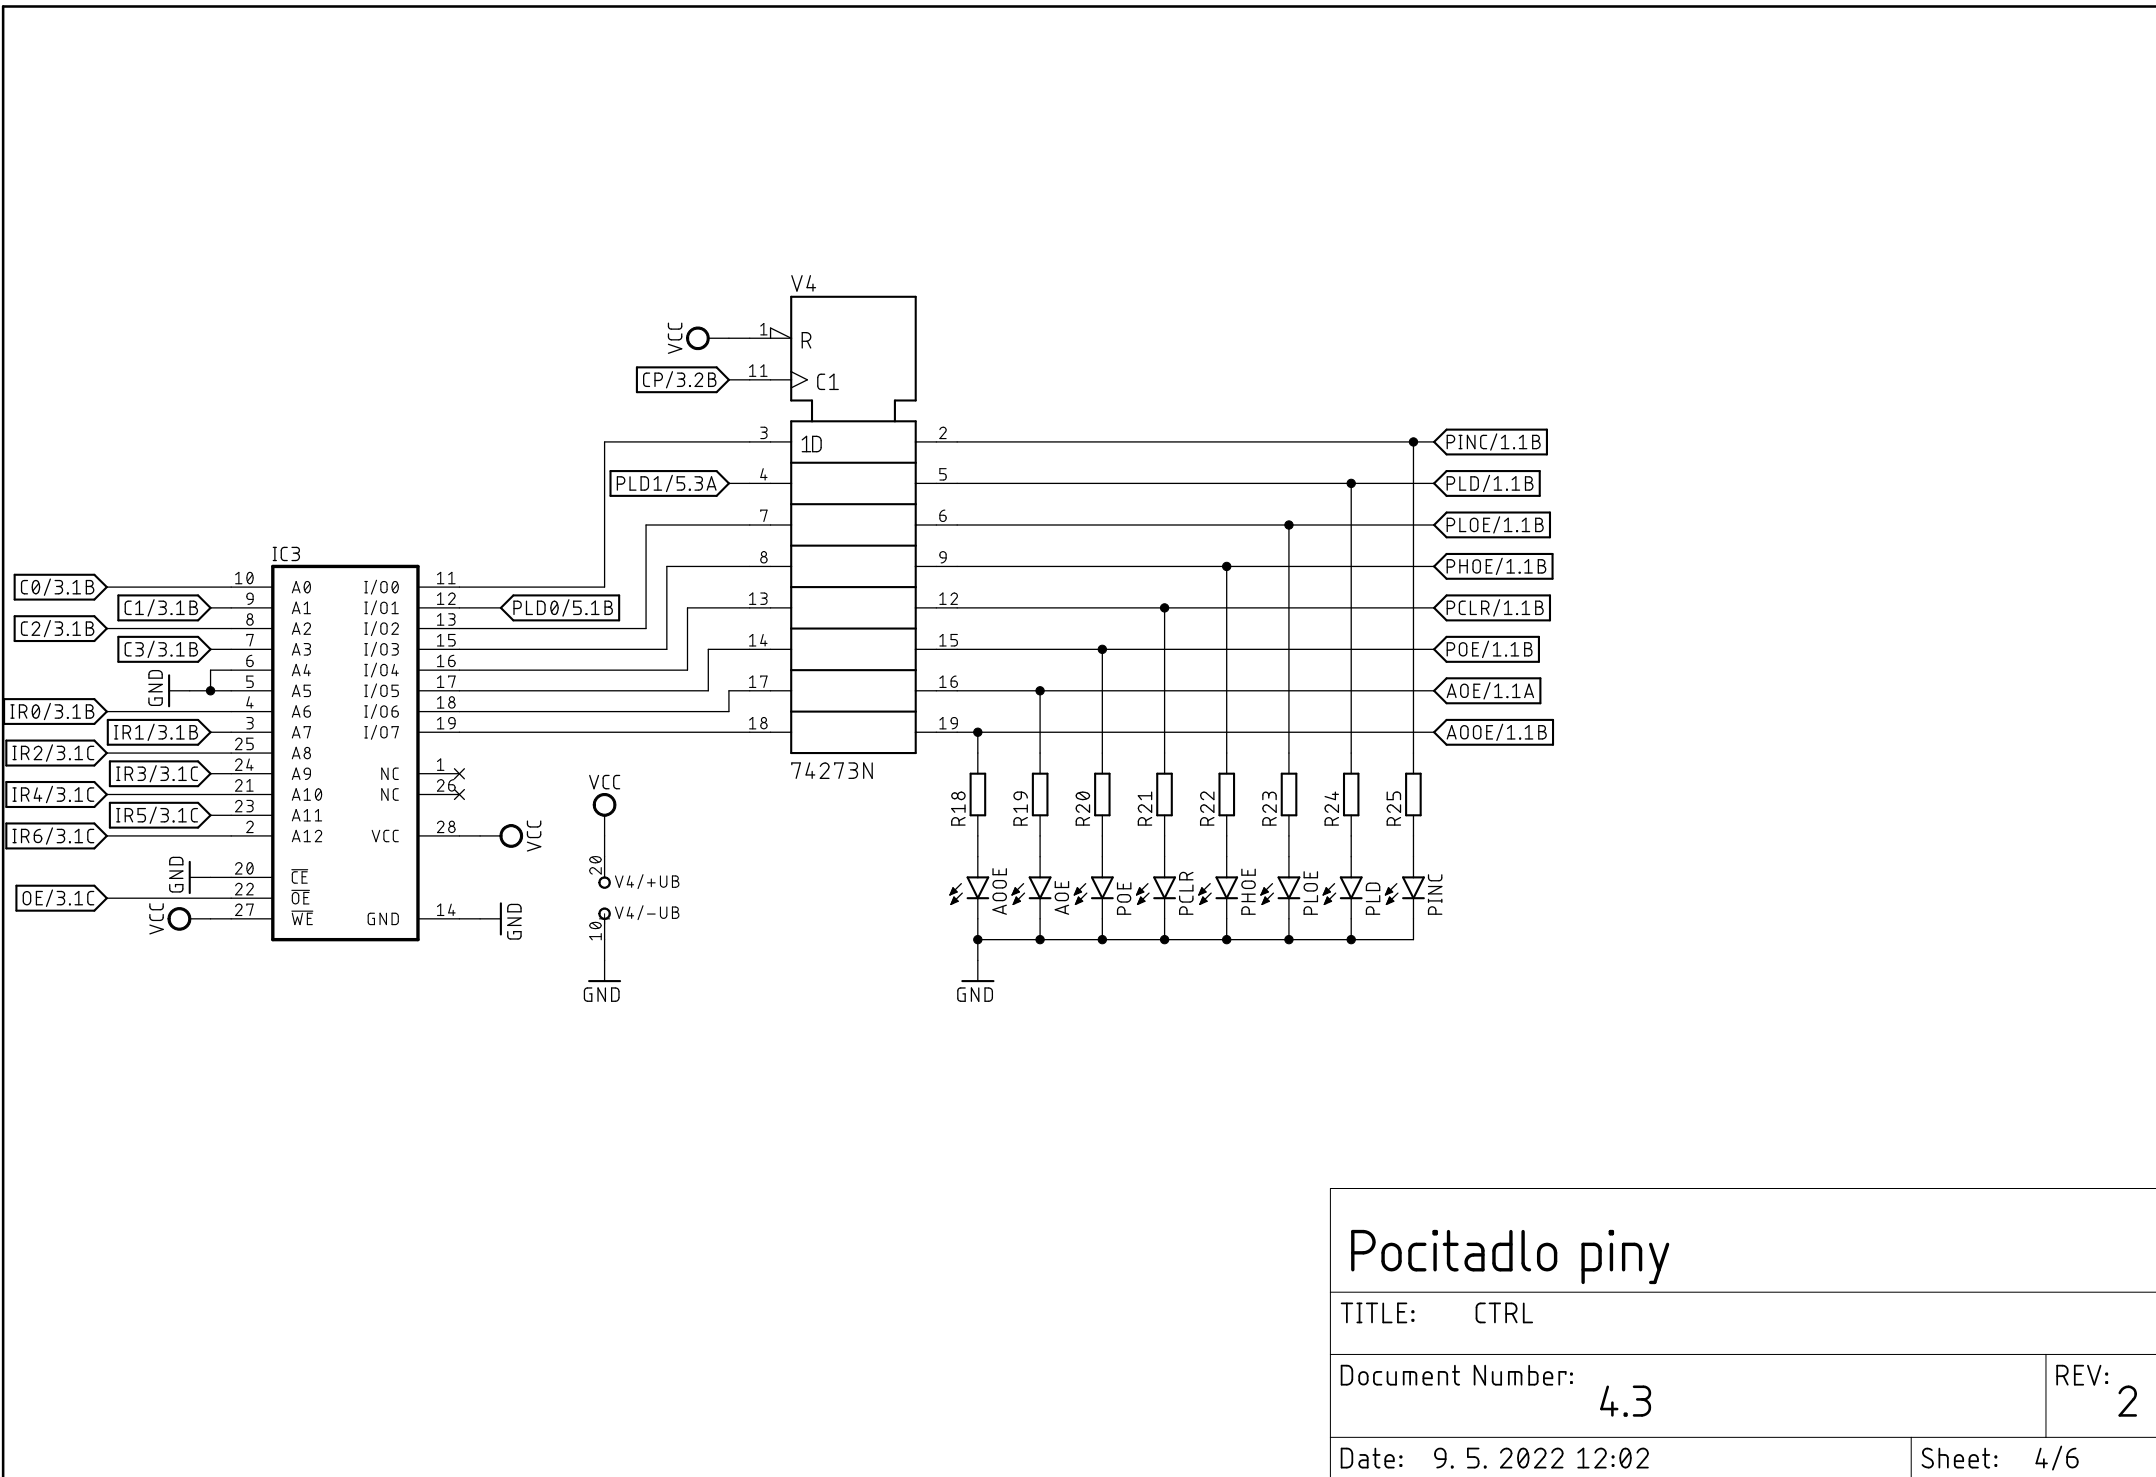 V4
VCC 1 R
CP/3.2B 11 C1
3 1D 2 PINC/1.1B
PLD1/5.3A 4 5 PLD/1.1B
7 6 PLOE/1.1B
8 9 PHOE/1.1B
13 12 PCLR/1.1B
14 15 POE/1.1B
17 16 AOE/1.1A
18 19 AOOE/1.1B
74273N
IC3
C0/3.1B 10 A0 I/O0 11
C1/3.1B 9 A1 I/O1 12 PLD0/5.1B
C2/3.1B 8 A2 I/O2 13
C3/3.1B 7 A3 I/O3 15
6 A4 I/O4 16
GND 5 A5 I/O5 17
IR0/3.1B 4 A6 I/O6 18
IR1/3.1B 3 A7 I/O7 19
IR2/3.1C 25 A8
IR3/3.1C 24 A9 NC 1
IR4/3.1C 21 A10 NC 26
IR5/3.1C 23 A11
IR6/3.1C 2 A12 VCC 28 VCC
GND 20 CE
OE/3.1C 22 OE
VCC 27 WE GND 14 GND
VCC
20 V4/+UB
10 V4/-UB
GND
R18 R19 R20 R21 R22 R23 R24 R25
AOOE AOE POE PCLR PHOE PLOE PLD PINC
GND
Pocitadlo piny
TITLE: CTRL
Document Number: 4.3
REV: 2
Date: 9. 5. 2022 12:02
Sheet: 4/6